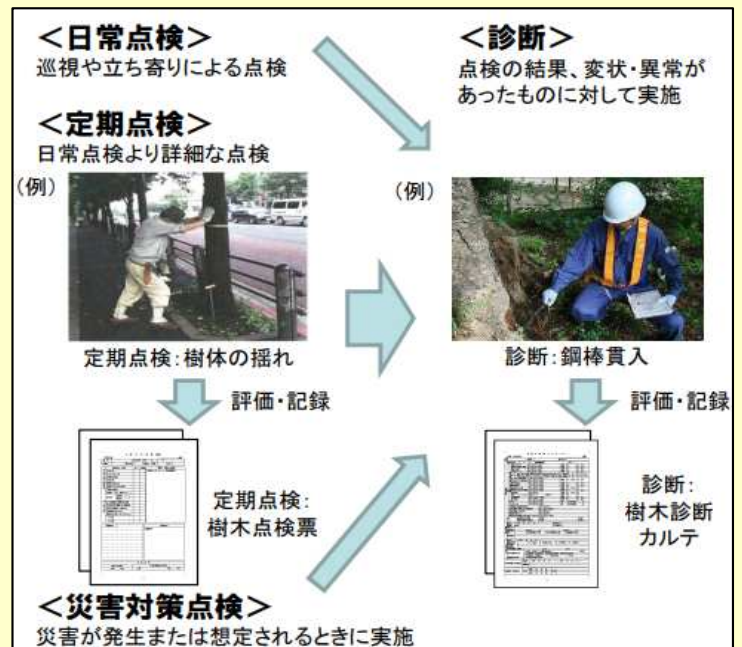 ＜日常点検＞
巡視や立ち寄りによる点検
＜定期点検＞
日常点検より詳細な点検
（例）
定期点検：樹体の揺れ
評価・記録
定期点検：
樹木点検票
＜災害対策点検＞
災害が発生または想定されるときに実施
＜診断＞
点検の結果、変状・異常が
あったものに対して実施
（例）
診断：鋼棒貫入
評価・記録
診断：
樹木診断
カルテ